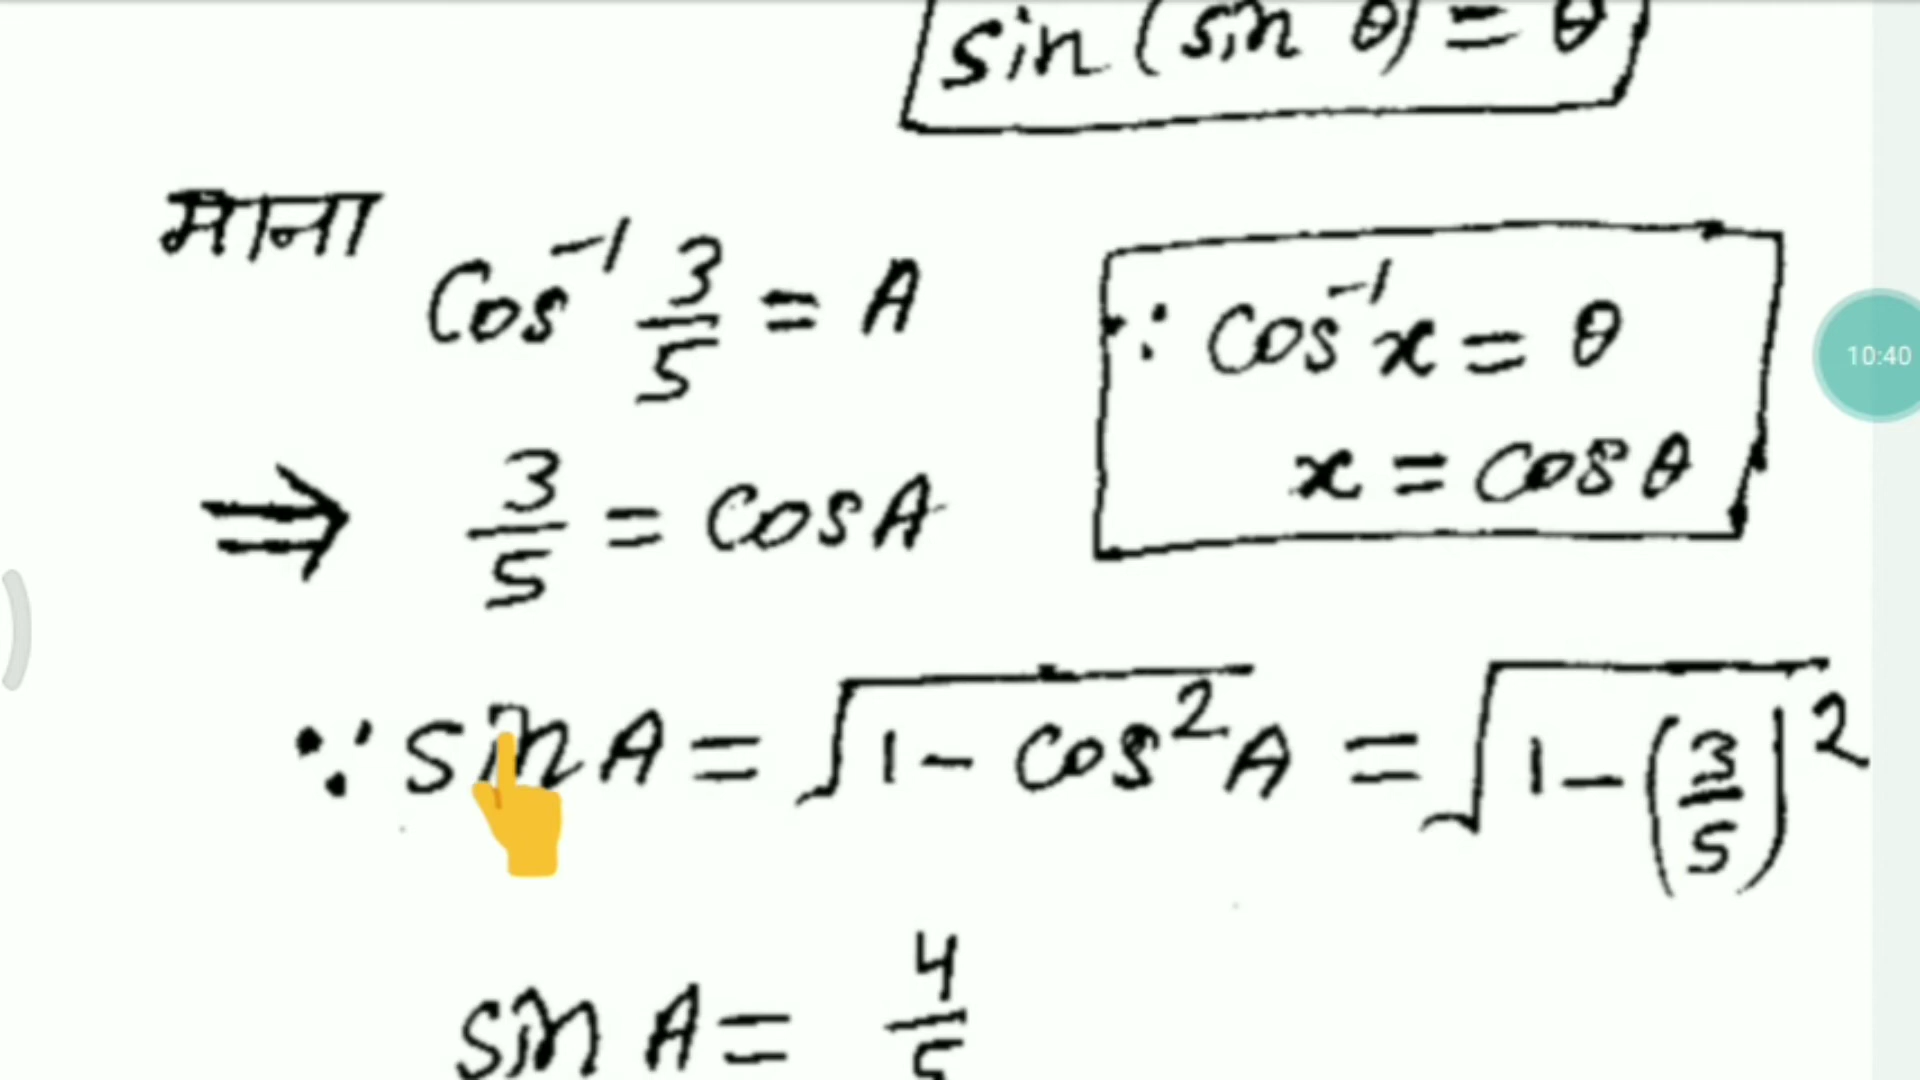 sin (sin θ) = θ
माना
cos⁻¹ 3/5 = A
∵ cos⁻¹x = θ
x = cos θ
10:40
⇒ 3/5 = cos A
∵ sin A = √(1 - cos²A) = √(1 - (3/5)²)
sin A = 4/5